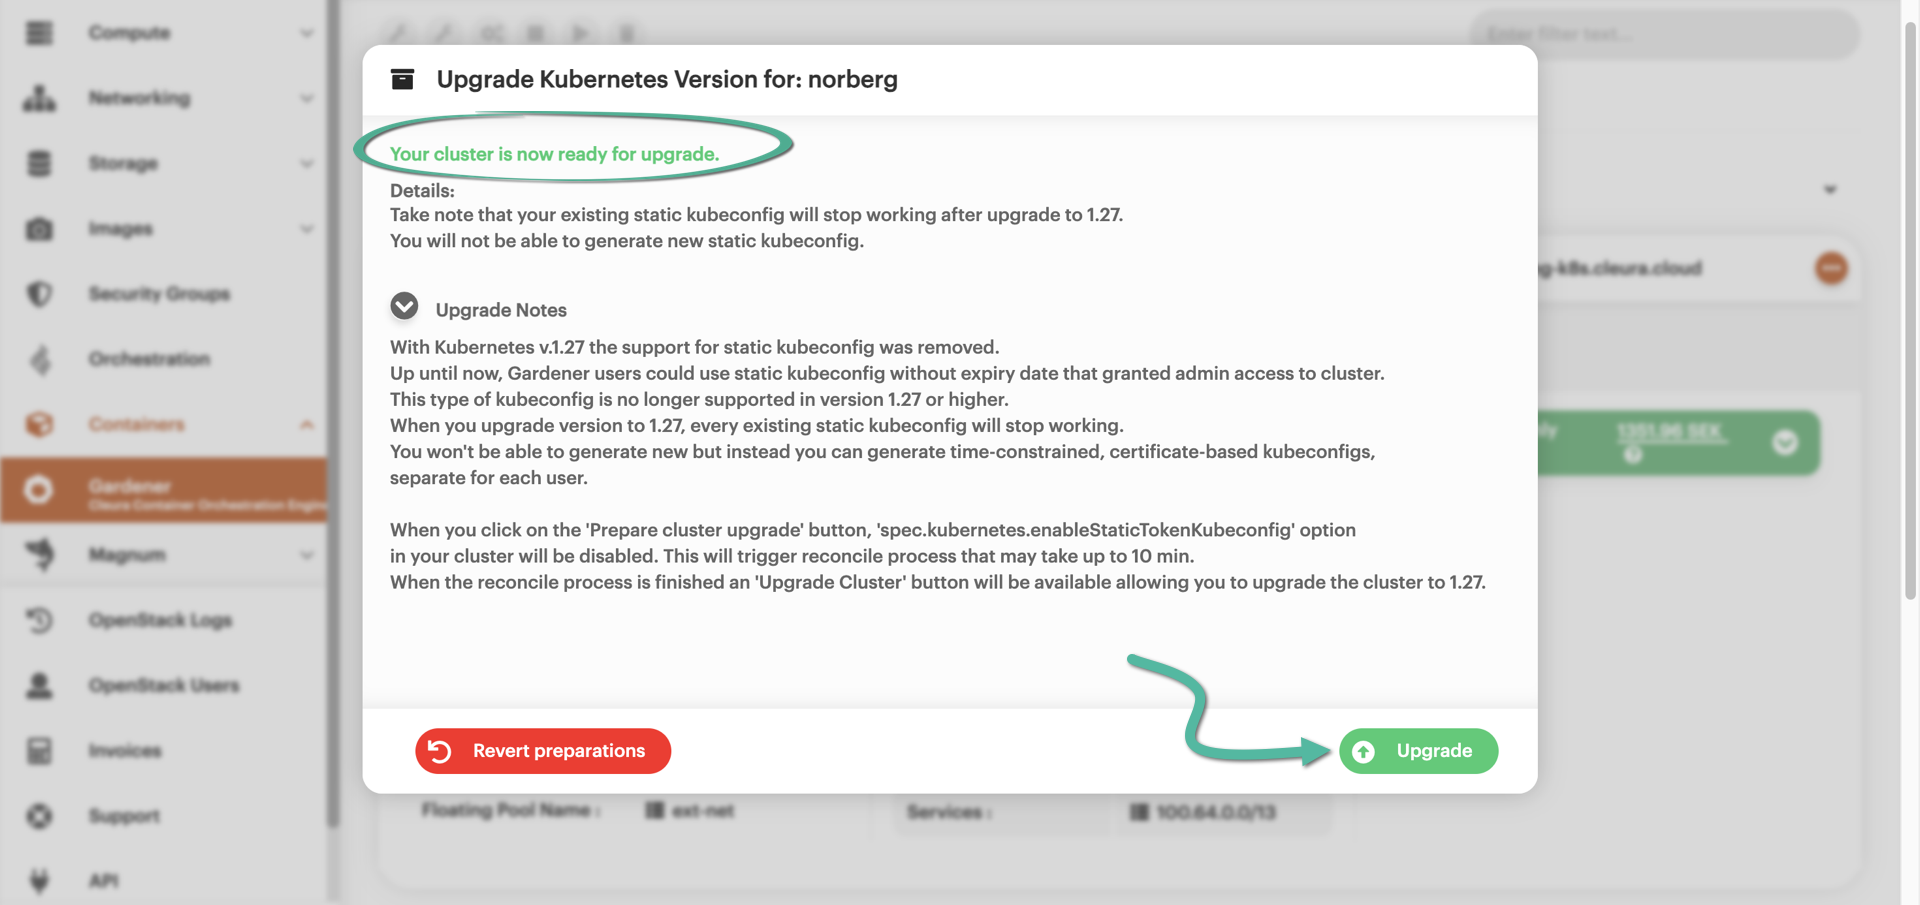 Compute
Networking
Storage
Images
Security Groups
Orchestration
Containers
Gardener
Cleura Container Orchestration Engin
Magnum
OpenStack Logs
OpenStack Users
Invoices
Support
API
Enter filter text...
Upgrade Kubernetes Version for: norberg
Your cluster is now ready for upgrade.
Details:
Take note that your existing static kubeconfig will stop working after upgrade to 1.27.
You will not be able to generate new static kubeconfig.
Upgrade Notes
With Kubernetes v.1.27 the support for static kubeconfig was removed.
Up until now, Gardener users could use static kubeconfig without expiry date that granted admin access to cluster.
This type of kubeconfig is no longer supported in version 1.27 or higher.
When you upgrade version to 1.27, every existing static kubeconfig will stop working.
You won't be able to generate new but instead you can generate time-constrained, certificate-based kubeconfigs,
separate for each user.
When you click on the 'Prepare cluster upgrade' button, 'spec.kubernetes.enableStaticTokenKubeconfig' option
in your cluster will be disabled. This will trigger reconcile process that may take up to 10 min.
When the reconcile process is finished an 'Upgrade Cluster' button will be available allowing you to upgrade the cluster to 1.27.
Revert preparations
Upgrade
g-k8s.cleura.cloud
1351.96 SEK
Floating Pool Name :
ext-net
Services :
100.64.0.0/13